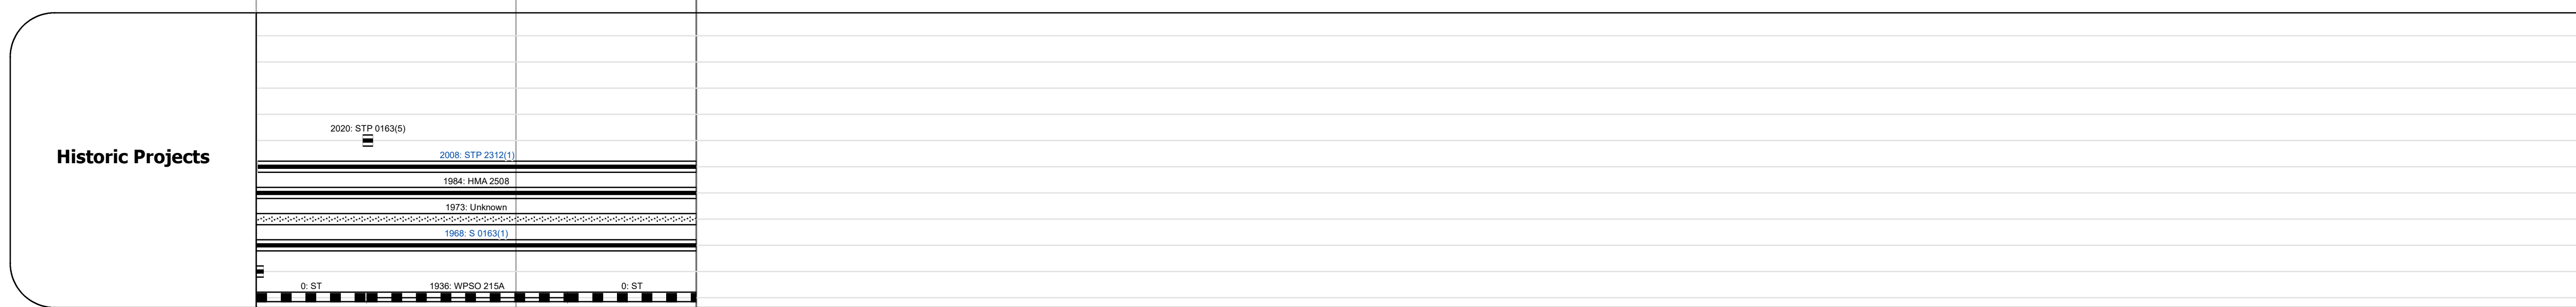 Historic Projects
2020: STP 0163(5)
2008: STP 2312(1)
1984: HMA 2508
1973: Unknown
1968: S 0163(1)
0: ST
1936: WPSO 215A
0: ST